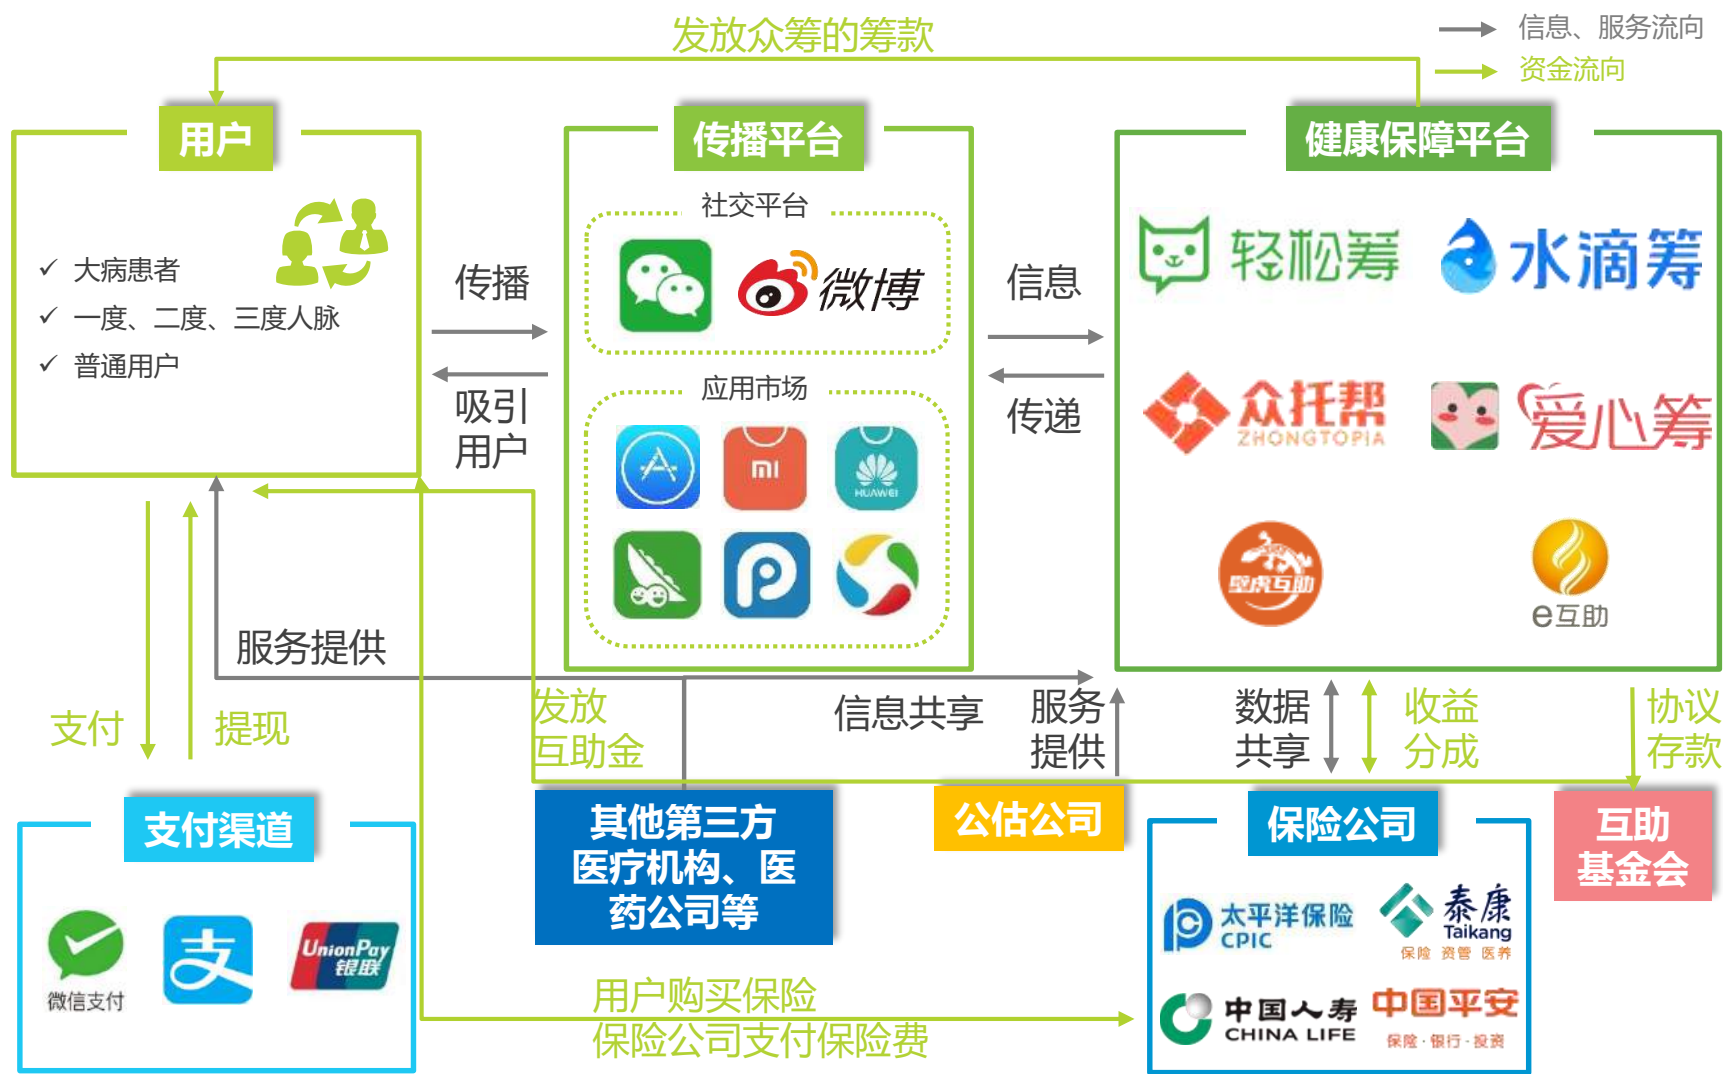 发放众筹的筹款
信息、服务流向
资金流向
用户
传播平台
健康保障平台
大病患者
一度、二度、三度人脉
普通用户
传播
吸引
用户
社交平台
微博
应用市场
MI
HUAWEI
信息
传递
轻松筹
水滴筹
众托帮
ZHONGTOPIA
爱心筹
壁虎互助
e互助
服务提供
支付
提现
发放
互助金
信息共享
服务
提供
数据
共享
收益
分成
协议
存款
支付渠道
微信支付
支
UnionPay
银联
其他第三方
医疗机构、医
药公司等
公估公司
保险公司
太平洋保险
CPIC
泰康
Taikang
保险 资管 医养
中国人寿
CHINA LIFE
中国平安
保险·银行·投资
互助
基金会
用户购买保险
保险公司支付保险费